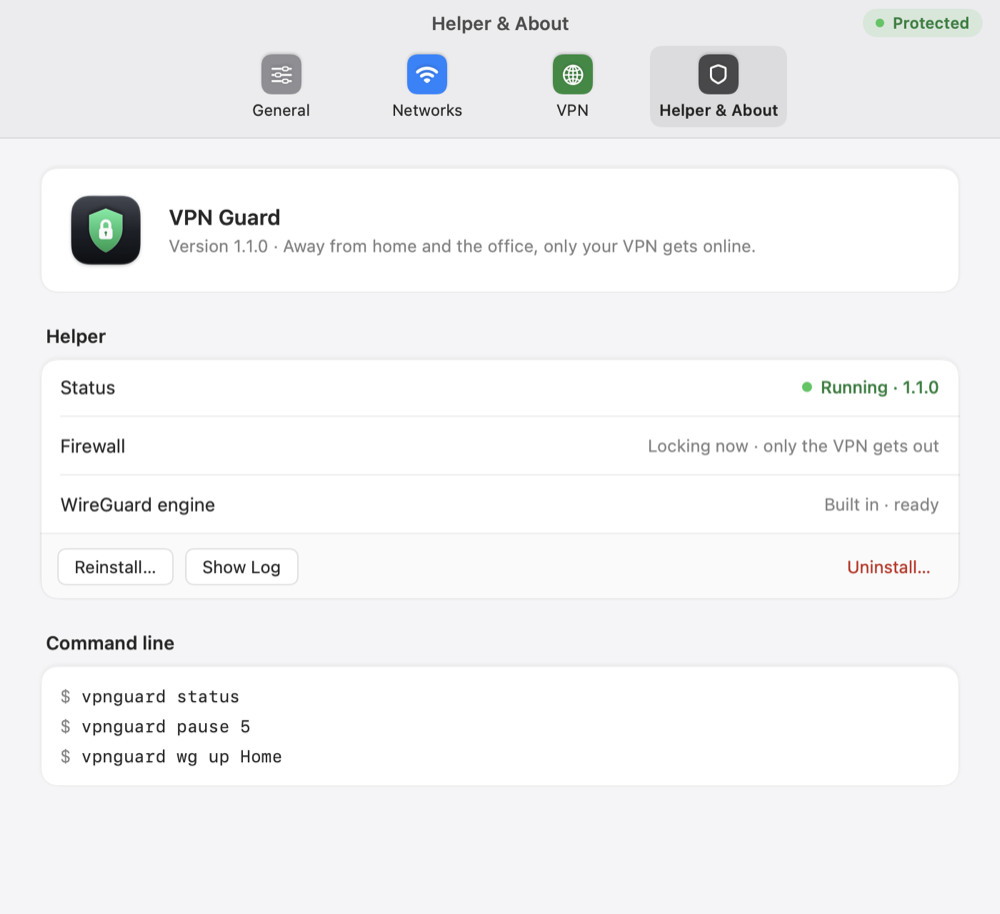 Helper & About
Protected
General
Networks
VPN
Helper & About
VPN Guard
Version 1.1.0 · Away from home and the office, only your VPN gets online.
Helper
Status
Running · 1.1.0
Firewall
Locking now · only the VPN gets out
WireGuard engine
Built in · ready
Reinstall...
Show Log
Uninstall...
Command line
$ vpnguard status
$ vpnguard pause 5
$ vpnguard wg up Home